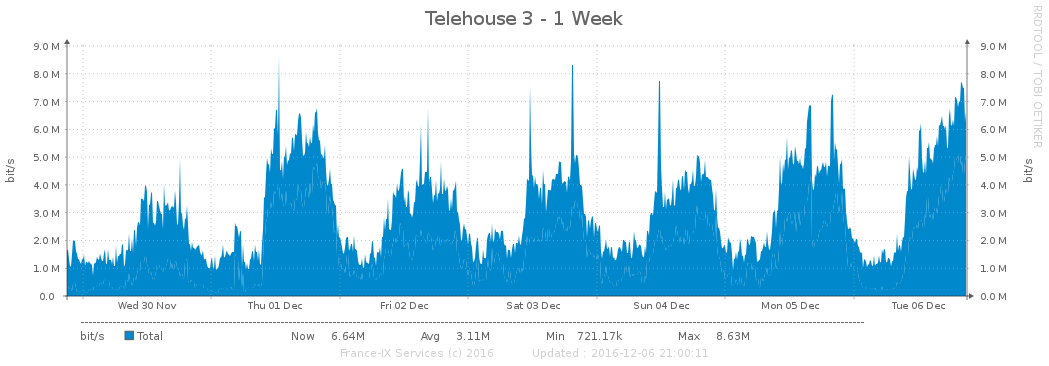 Telehouse 3 - 1 Week
RRDTOOL / TOBI OETIKER
bit/s
9.0 M
8.0 M
7.0 M
6.0 M
5.0 M
4.0 M
3.0 M
2.0 M
1.0 M
0.0
9.0 M
8.0 M
7.0 M
6.0 M
5.0 M
4.0 M
3.0 M
2.0 M
1.0 M
0.0 M
bit/s
Wed 30 Nov Thu 01 Dec Fri 02 Dec Sat 03 Dec Sun 04 Dec Mon 05 Dec Tue 06 Dec
bit/s Total Now 6.64M Avg 3.11M Min 721.17k Max 8.63M
France-IX Services (c) 2016 Updated : 2016-12-06 21:00:11